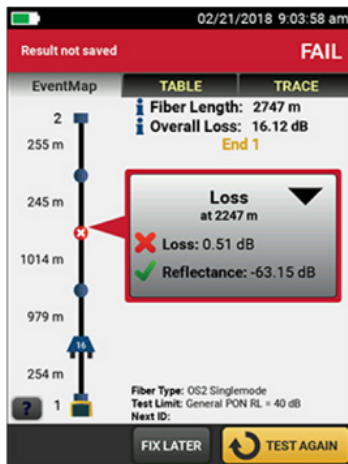 02/21/2018 9:03:58 am
Result not saved
FAIL
EventMap
TABLE
TRACE
Fiber Length: 2747 m
Overall Loss: 16.12 dB
End 1
2
255 m
245 m
1014 m
979 m
16
254 m
1
Loss
at 2247 m
Loss: 0.51 dB
Reflectance: -63.15 dB
Fiber Type: OS2 Singlemode
Test Limit: General PON RL = 40 dB
Next ID:
?
FIX LATER
TEST AGAIN